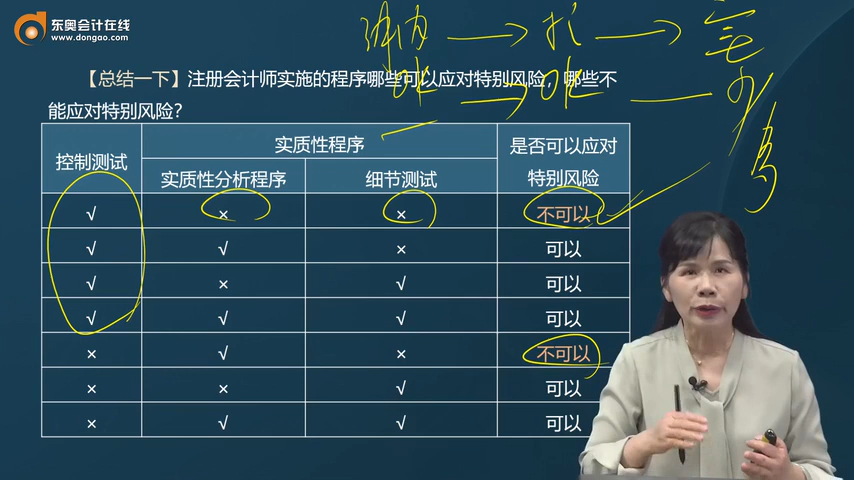 东奥会计在线
www.dongao.com
【总结一下】注册会计师实施的程序哪些可以应对特别风险，哪些不
能应对特别风险？
控制测试 实质性程序 是否可以应对
特别风险
实质性分析程序 细节测试
√ × × 不可以
√ √ × 可以
√ × √ 可以
√ √ √ 可以
× √ × 不可以
× × √ 可以
× √ √ 可以